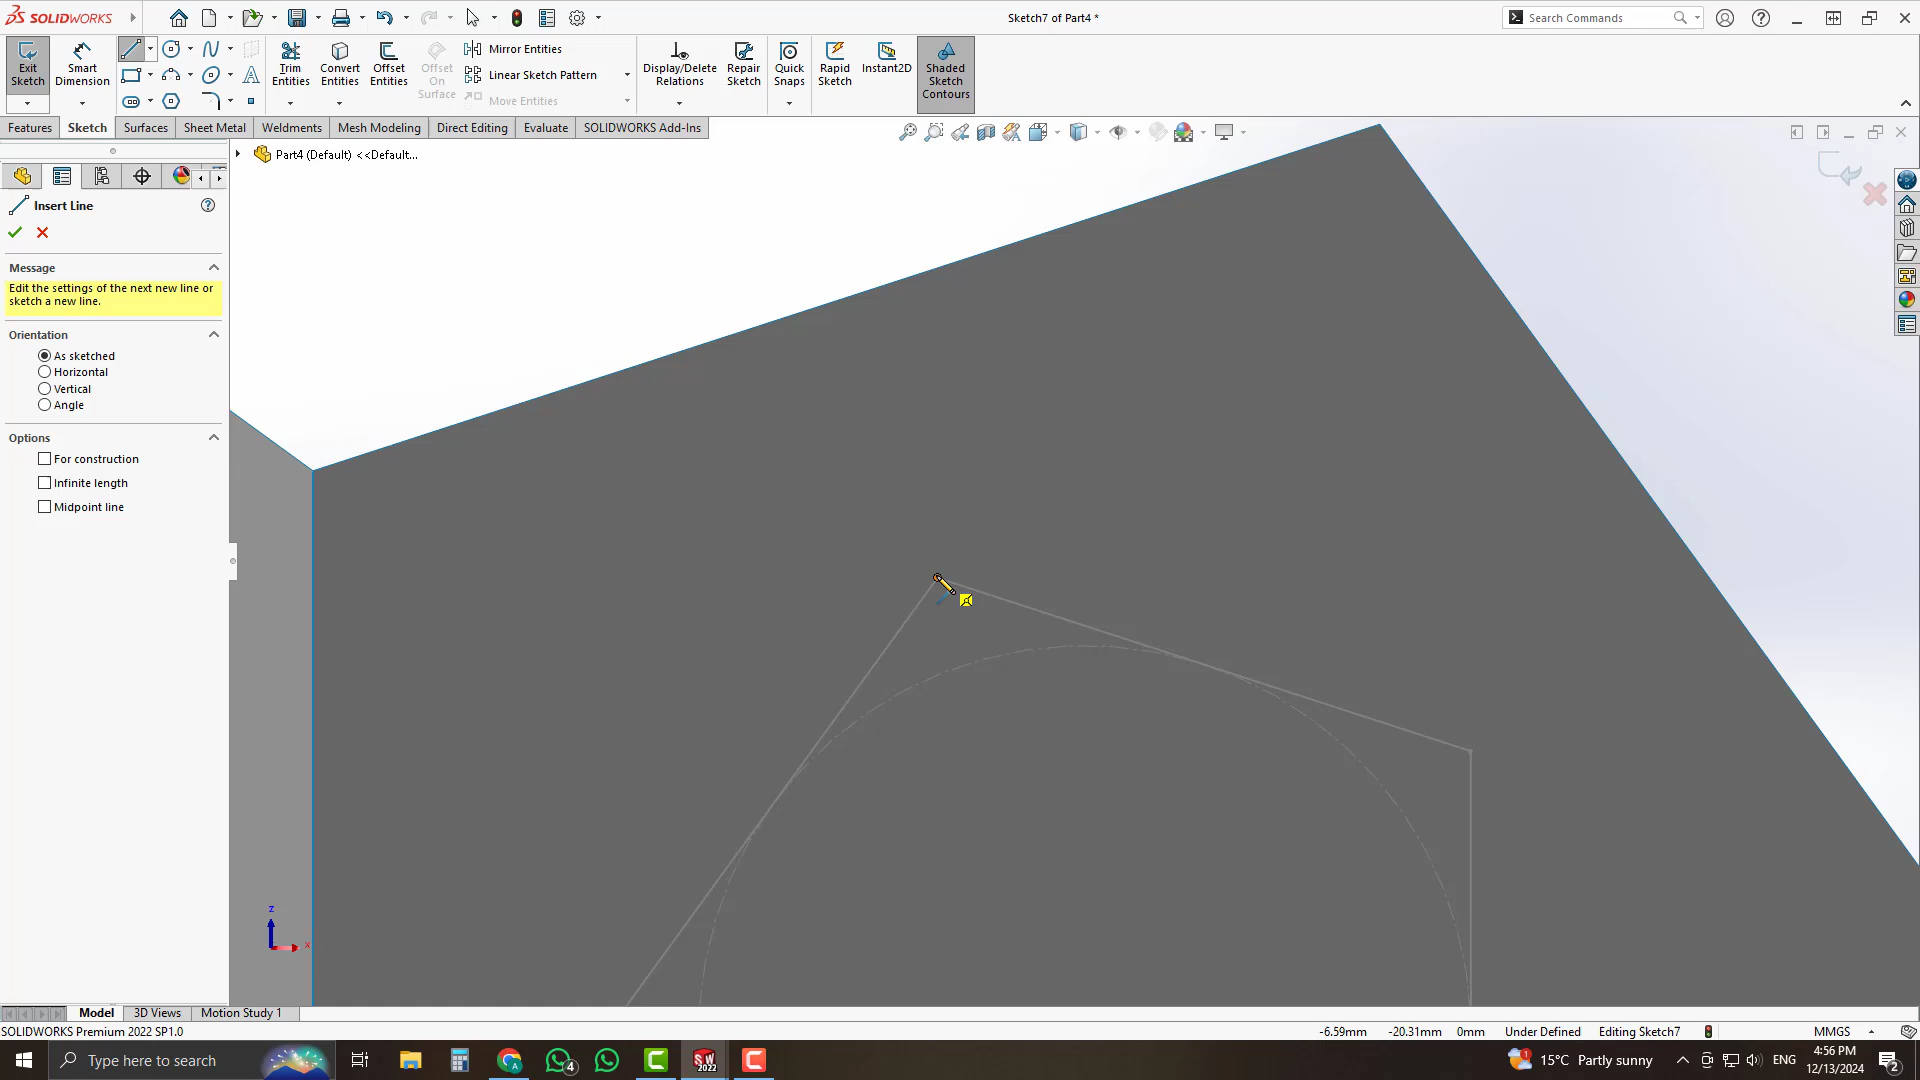 SOLIDWORKS
Sketch7 of Part4 *
Search Commands
Exit Sketch
Smart Dimension
Trim Entities
Convert Entities
Offset Entities
Offset On Surface
Mirror Entities
Linear Sketch Pattern
Move Entities
Display/Delete Relations
Repair Sketch
Quick Snaps
Rapid Sketch
Instant2D
Shaded Sketch Contours
Features
Sketch
Surfaces
Sheet Metal
Weldments
Mesh Modeling
Direct Editing
Evaluate
SOLIDWORKS Add-Ins
Part4 (Default) <<Default...
Insert Line
Message
Edit the settings of the next new line or
sketch a new line.
Orientation
As sketched
Horizontal
Vertical
Angle
Options
For construction
Infinite length
Midpoint line
z
x
Model
3D Views
Motion Study 1
SOLIDWORKS Premium 2022 SP1.0
-6.59mm
-20.31mm
0mm
Under Defined
Editing Sketch7
MMGS
Type here to search
4
SW
2022
1
15°C Partly sunny
ENG
4:56 PM
12/13/2024
2